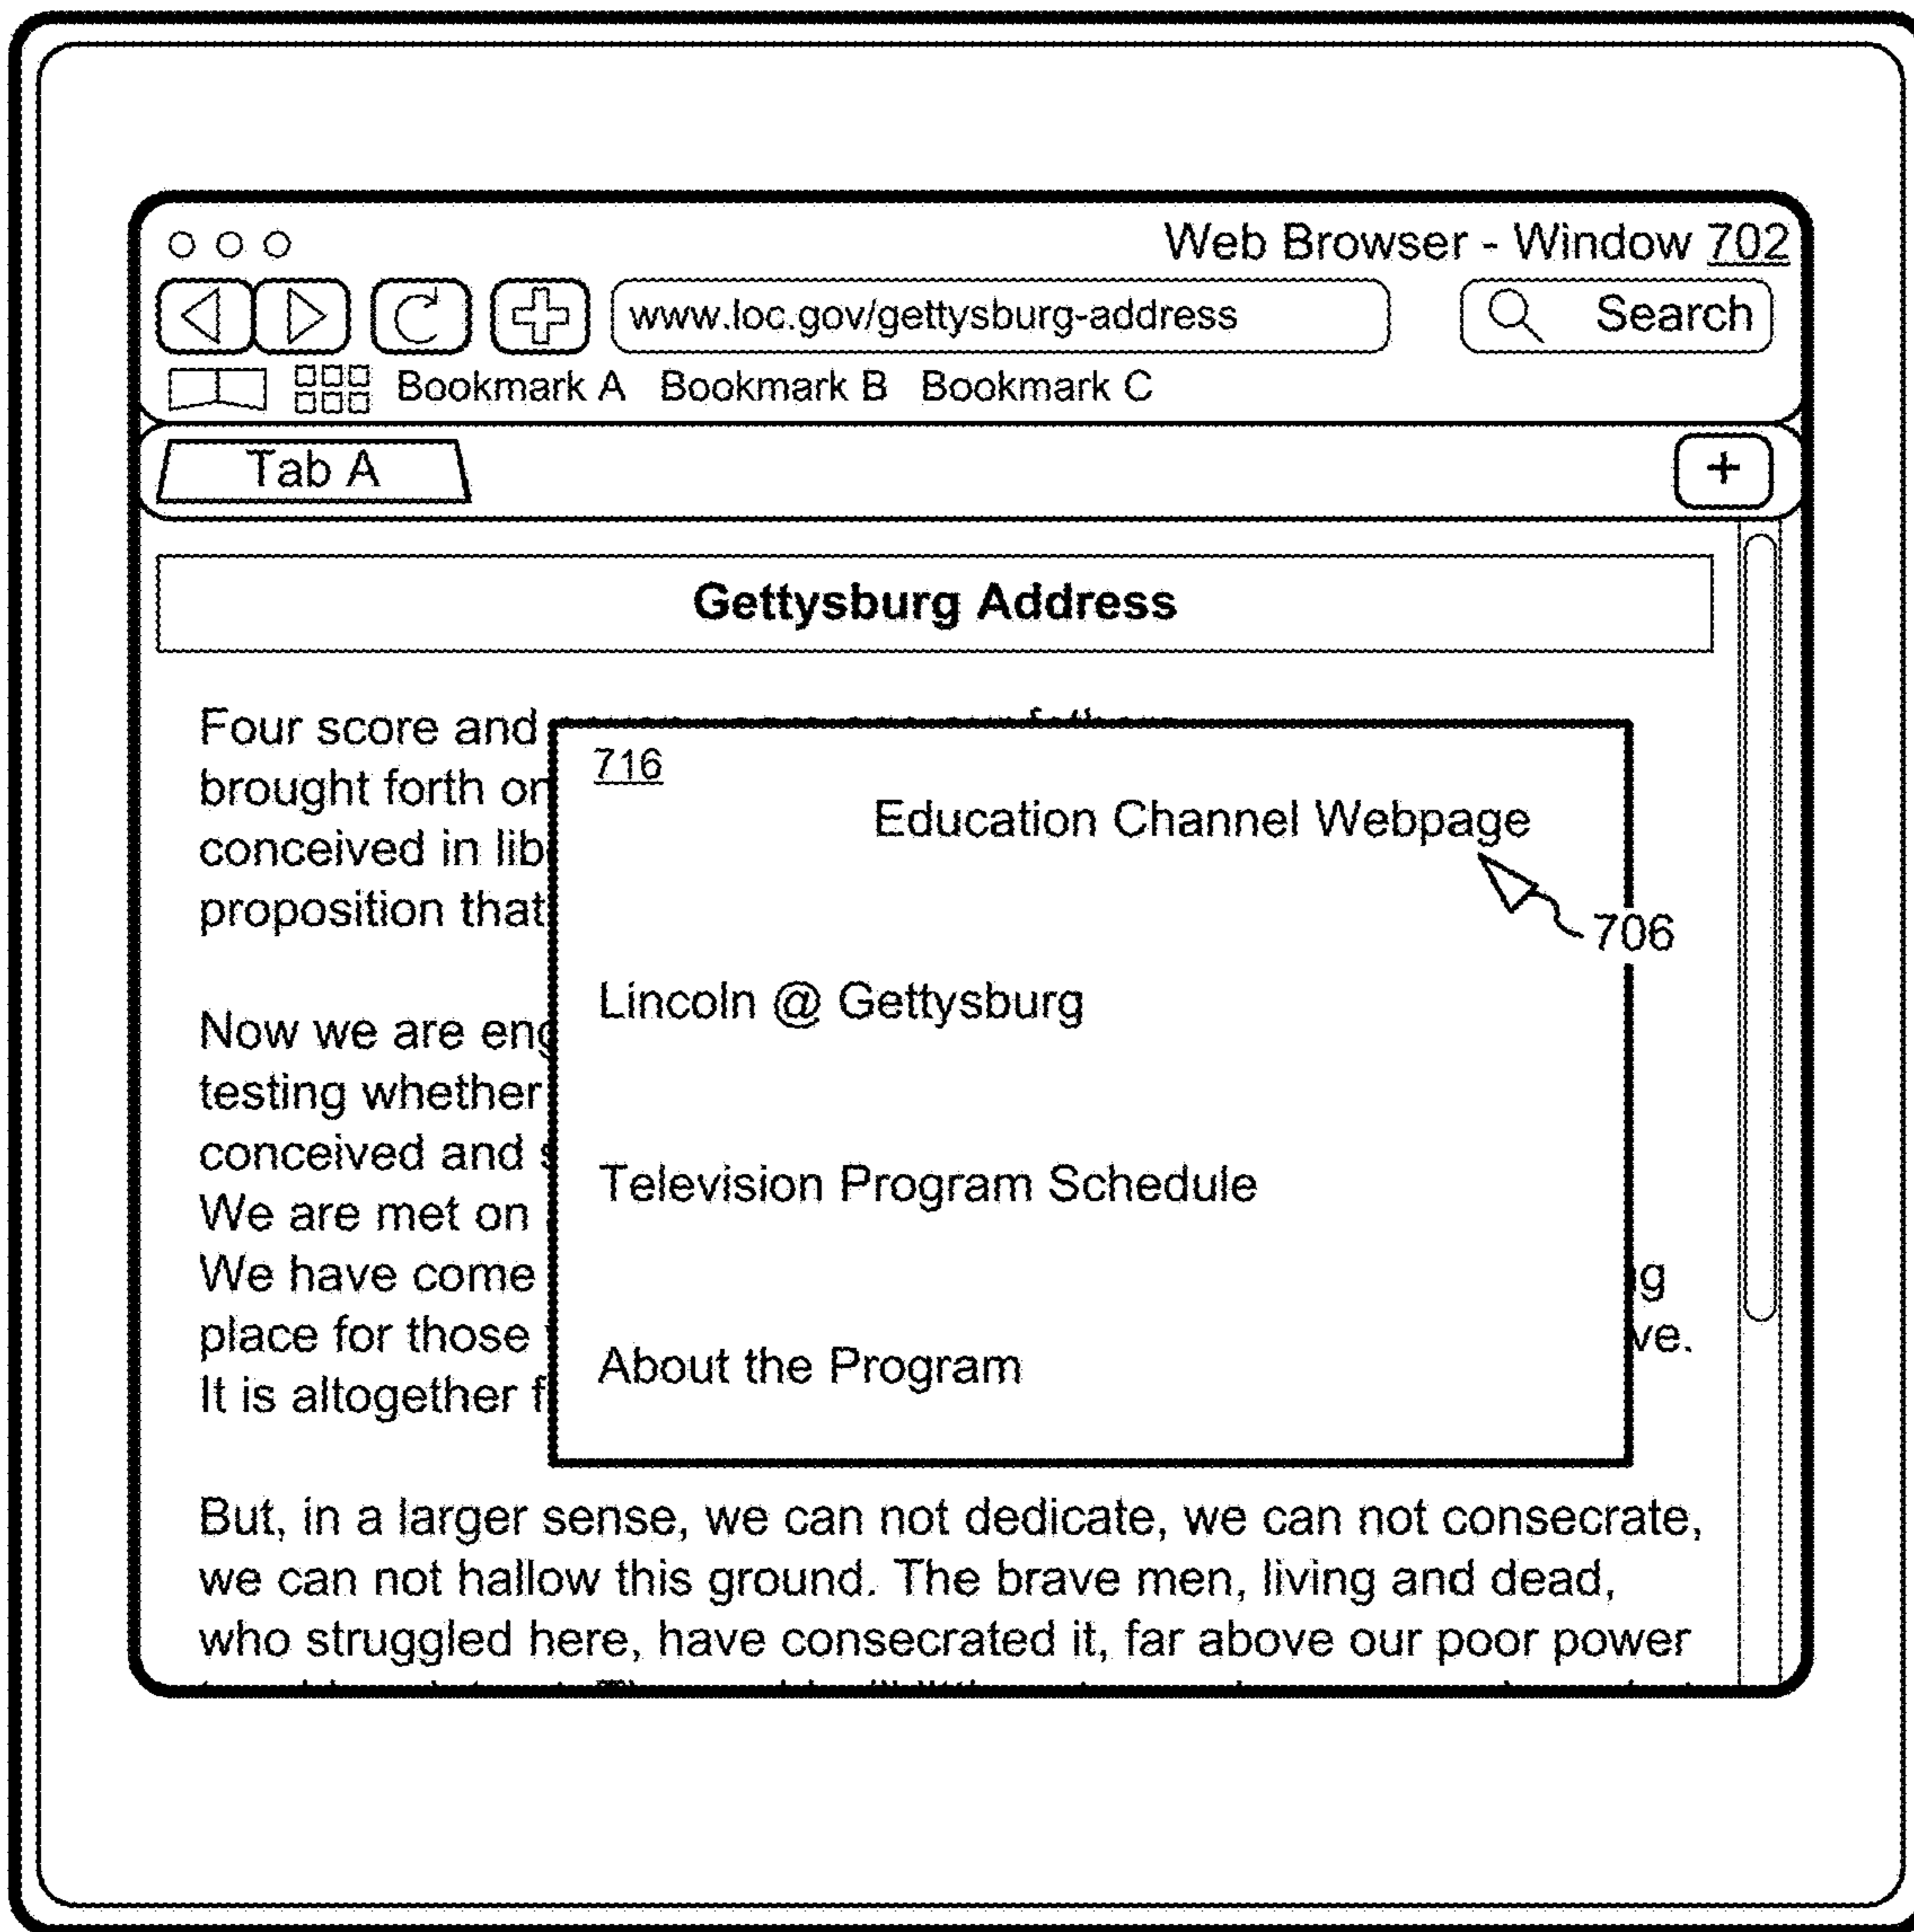 Web Browser - Window 702
www.loc.gov/gettysburg-address
Search
Bookmark A Bookmark B Bookmark C
Tab A
+
Gettysburg Address
Four score and
brought forth on
conceived in lib
proposition that
716
Education Channel Webpage
706
Lincoln @ Gettysburg
Television Program Schedule
About the Program
Now we are eng
testing whether
conceived and s
We are met on
We have come
g
place for those
ve.
It is altogether f
But, in a larger sense, we can not dedicate, we can not consecrate,
we can not hallow this ground. The brave men, living and dead,
who struggled here, have consecrated it, far above our poor power